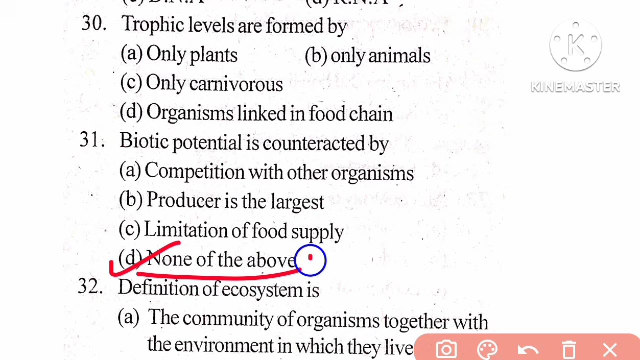 30. Trophic levels are formed by
(a) Only plants (b) only animals
(c) Only carnivorous
(d) Organisms linked in food chain
31. Biotic potential is counteracted by
(a) Competition with other organisms
(b) Producer is the largest
(c) Limitation of food supply
(d) None of the above
32. Definition of ecosystem is
(a) The community of organisms together with
the environment in which they live
KINEMASTER